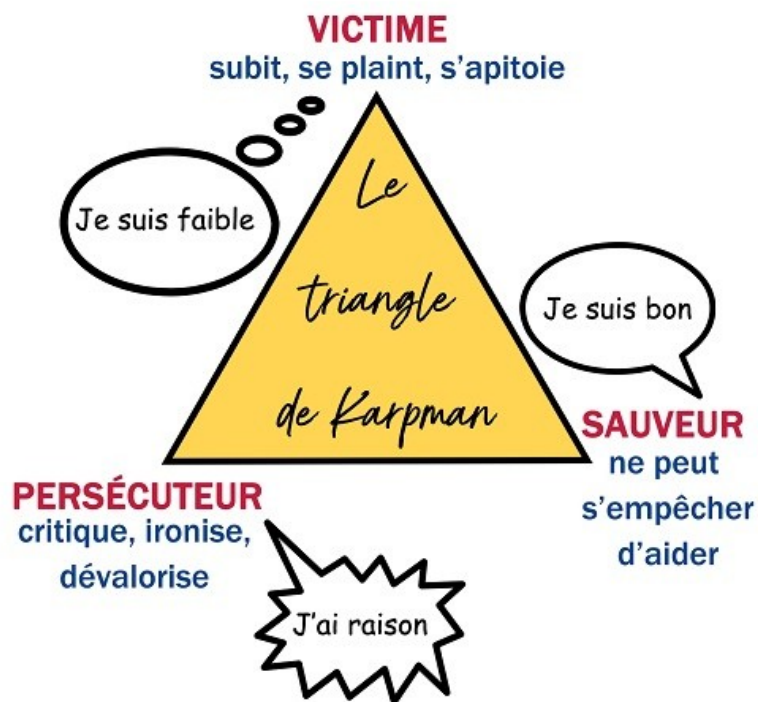 VICTIME
subit, se plaint, s'apitoie
Je suis faible
Le
triangle
de Karpman
Je suis bon
SAUVEUR
ne peut
s'empêcher
d'aider
PERSÉCUTEUR
critique, ironise,
dévalorise
J'ai raison